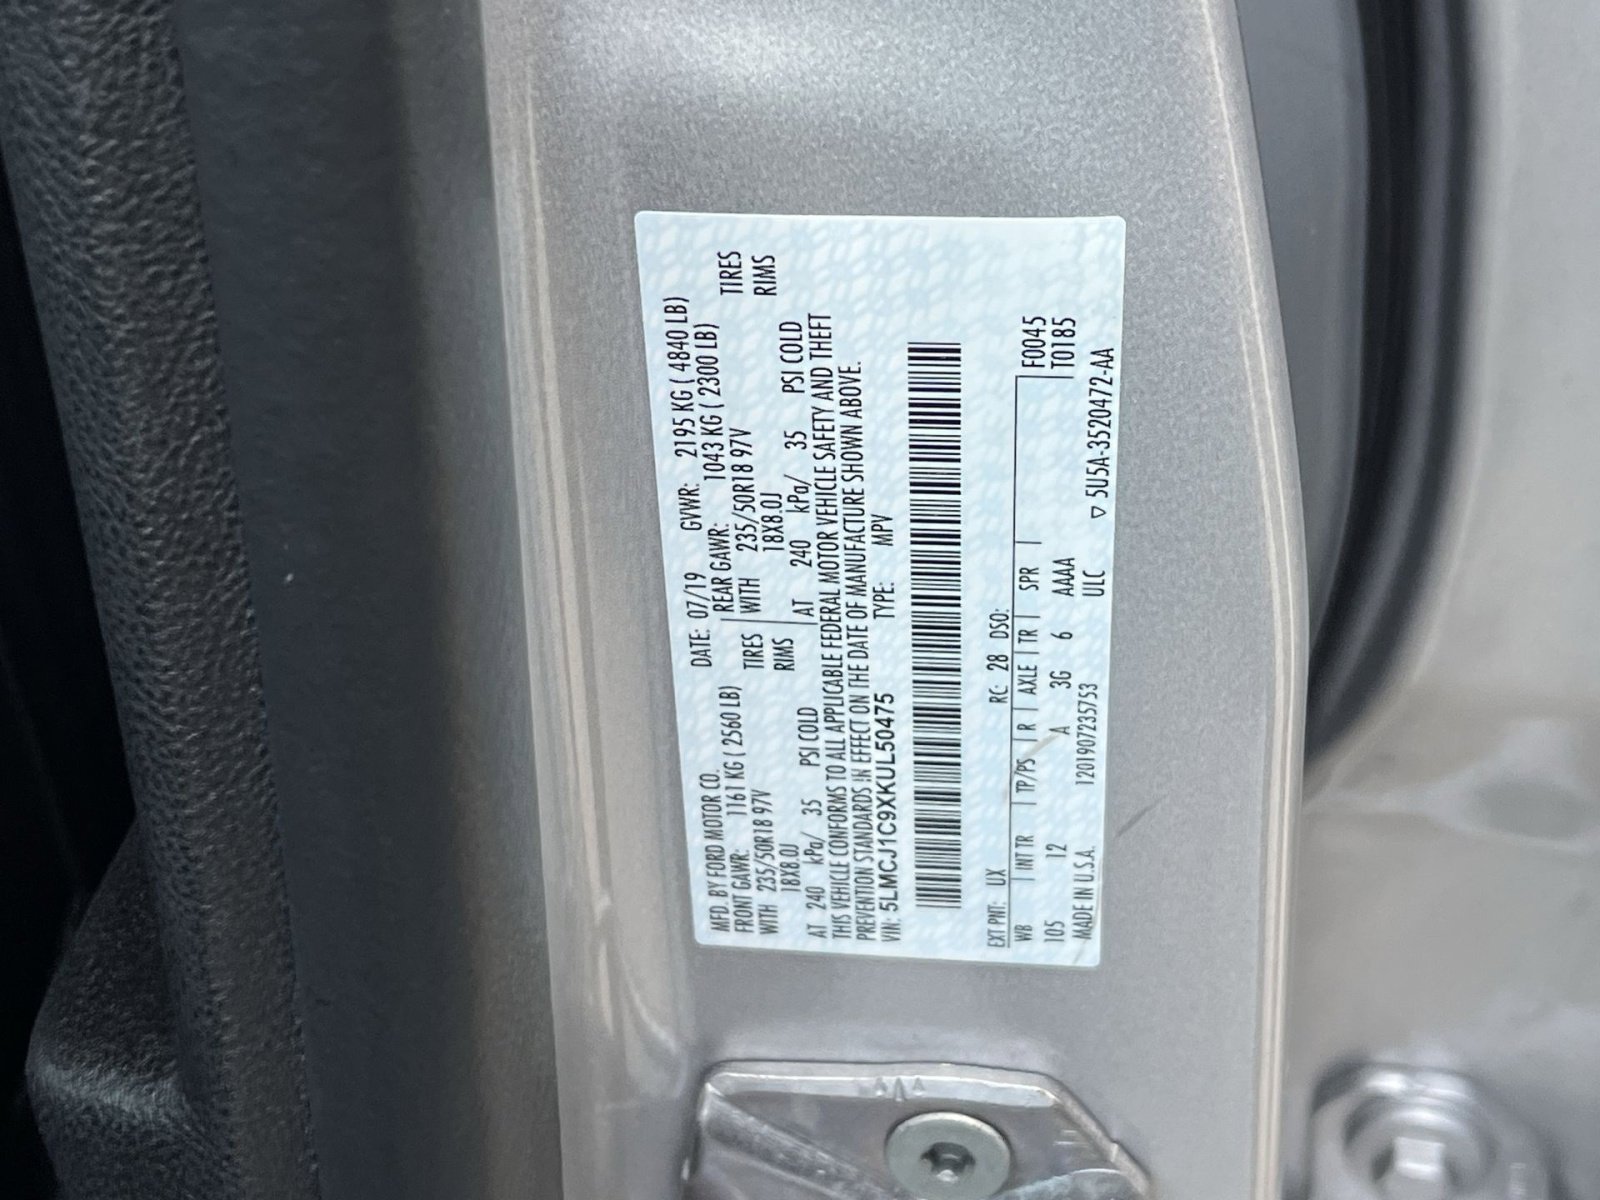 MFD. BY FORD MOTOR CO. DATE: 07/19 GVWR: 2195 KG ( 4840 LB)
FRONT GAWR: 1161 KG ( 2560 LB) REAR GAWR: 1043 KG ( 2300 LB)
WITH 235/50R18 97V TIRES WITH 235/50R18 97V TIRES
18X8.0J RIMS 18X8.0J RIMS
AT 240 kPa/ 35 PSI COLD AT 240 kPa/ 35 PSI COLD
THIS VEHICLE CONFORMS TO ALL APPLICABLE FEDERAL MOTOR VEHICLE SAFETY AND THEFT
PREVENTION STANDARDS IN EFFECT ON THE DATE OF MANUFACTURE SHOWN ABOVE.
VIN: 5LMCJ1C9XKUL50475 TYPE: MPV
EXT PNT: UX RC: 28 DSO:
WB INT TR TP/PS R AXLE TR SPR F0045
105 12 A 3G 6 AAAA T0185
MADE IN U.S.A. 120190723575​3 ULC
▽ 5U5A-3520472-AA